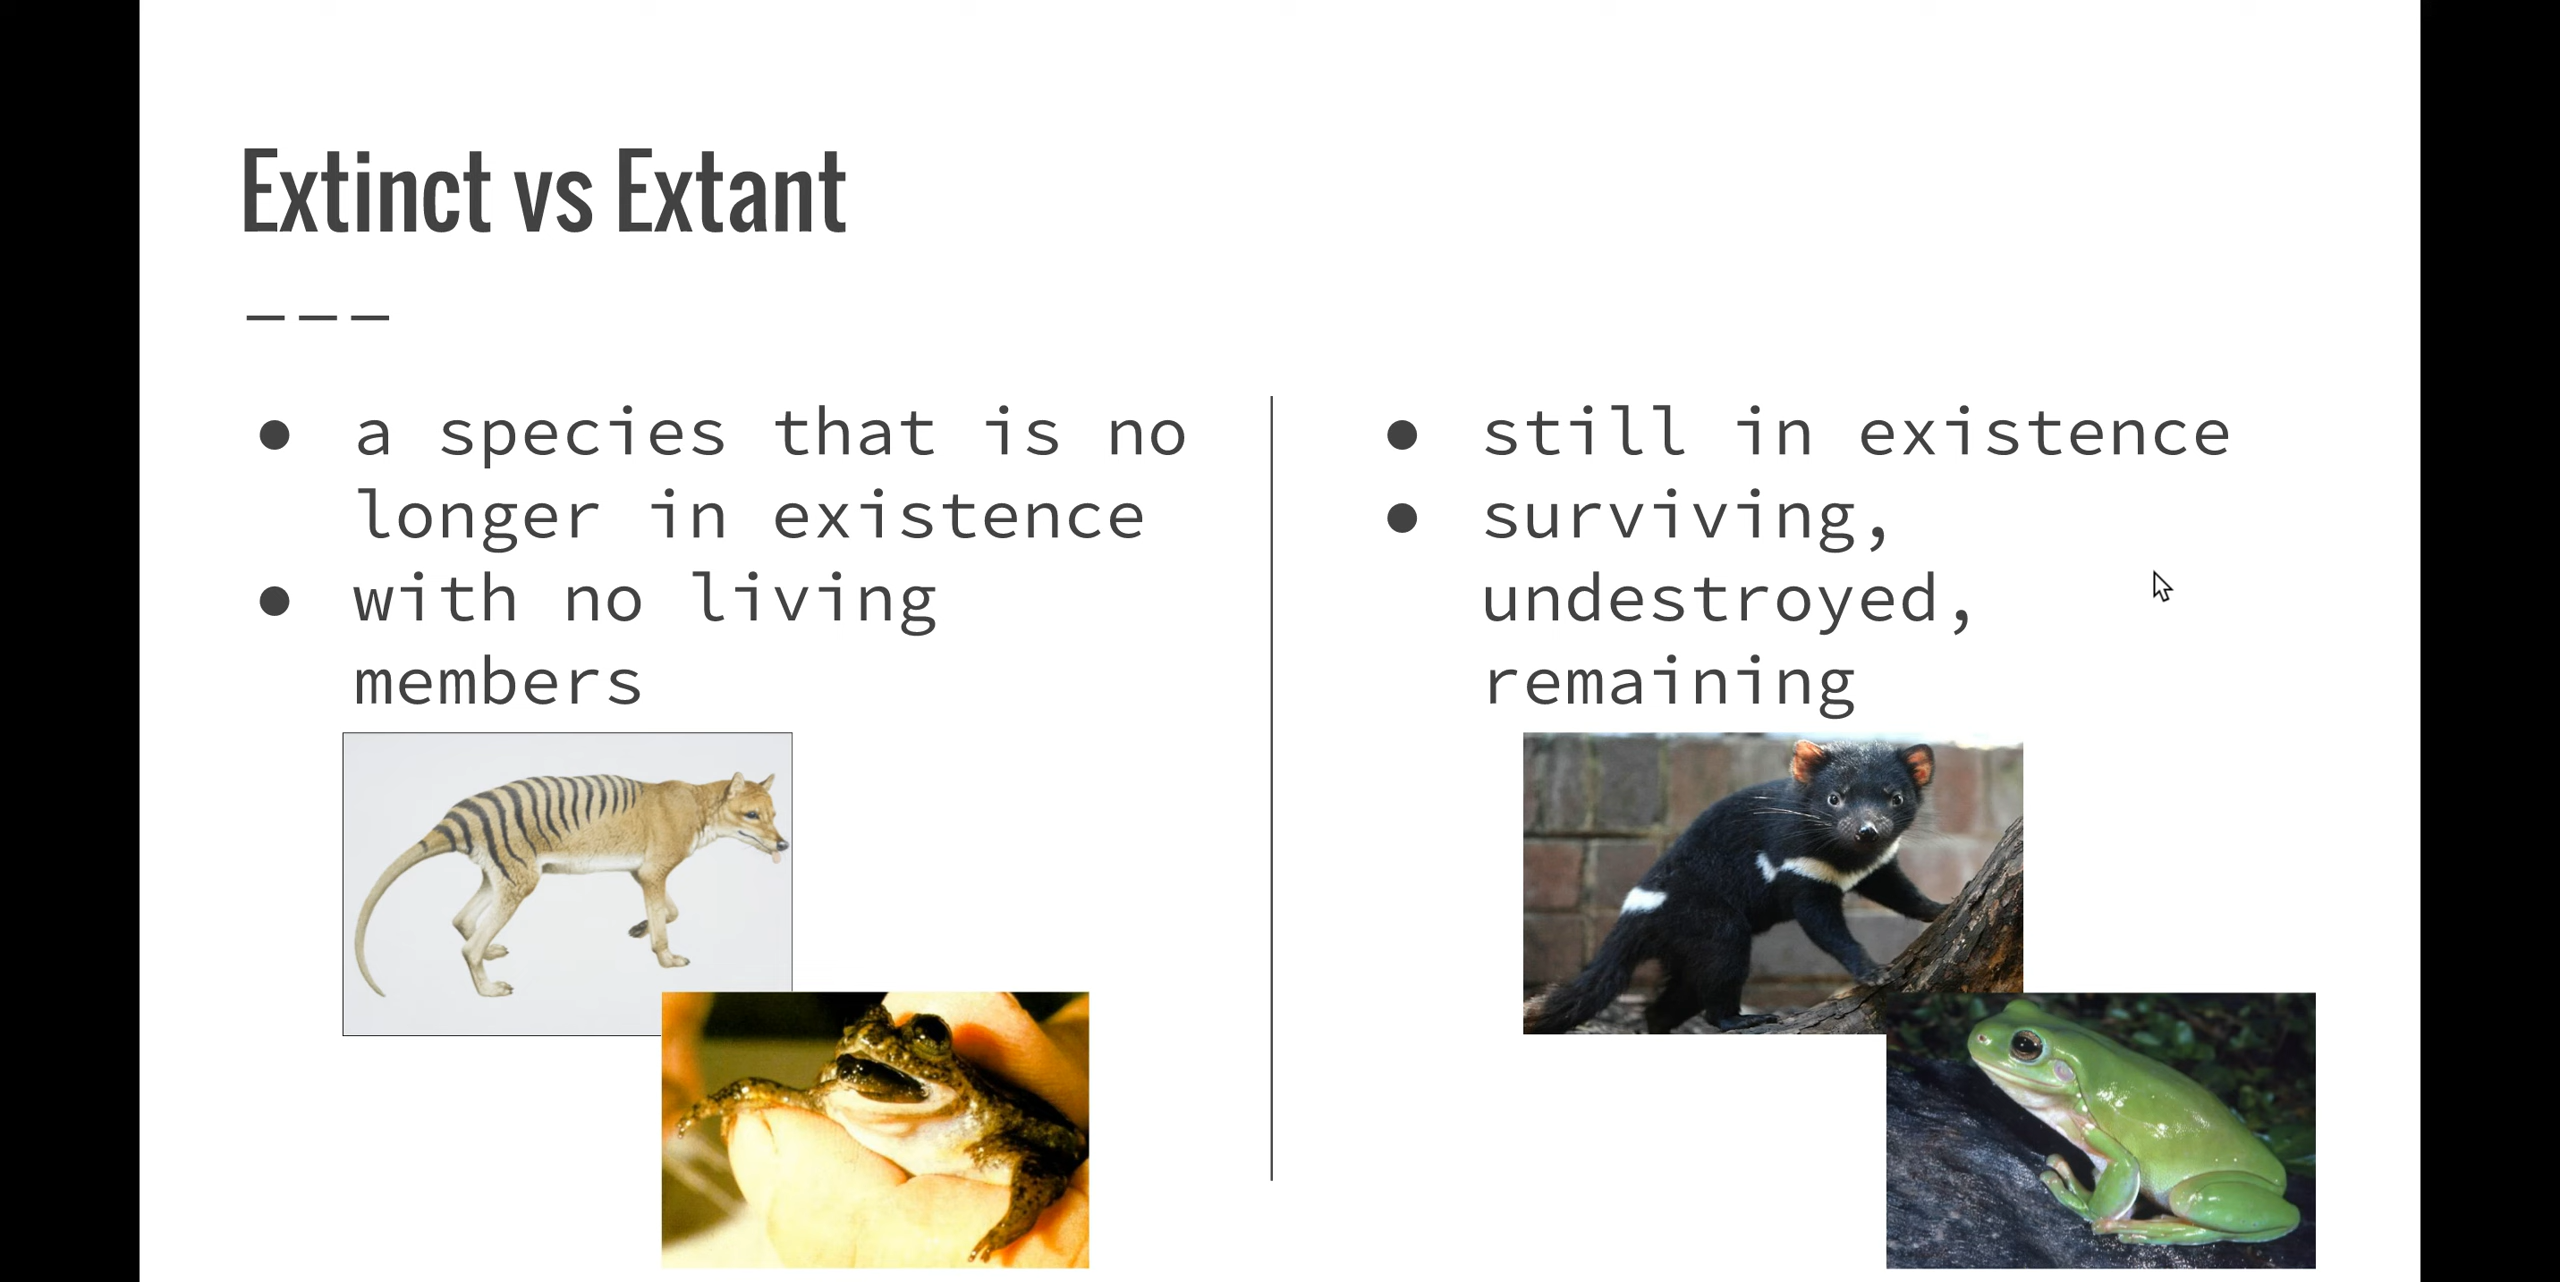 Extinct vs Extant
———
● a species that is no
longer in existence
● with no living
members
● still in existence
● surviving,
undestroyed,
remaining